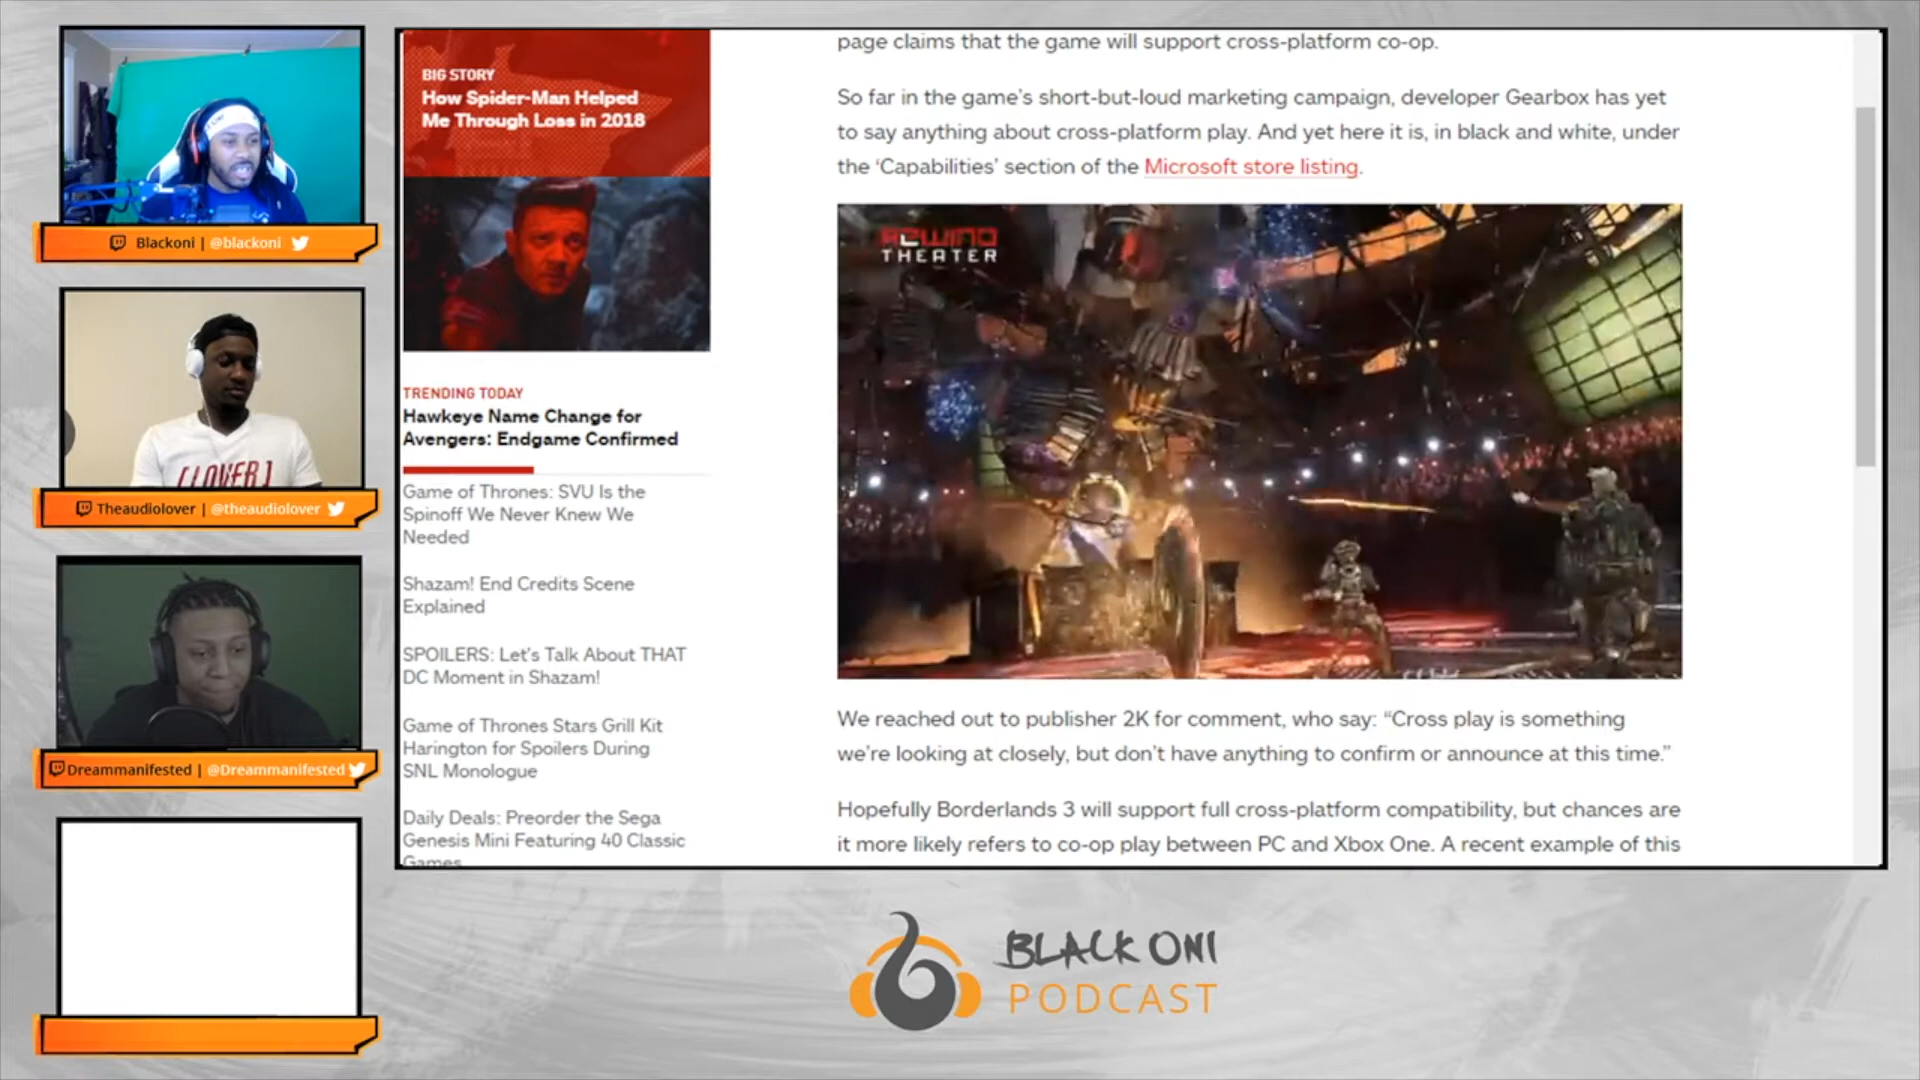 Blackoni | @blackoni
Theaudiolover | @theaudiolover
[LOVER]
Dreammanifested | @Dreammanifested
BIG STORY
How Spider-Man Helped
Me Through Loss in 2018
TRENDING TODAY
Hawkeye Name Change for
Avengers: Endgame Confirmed
Game of Thrones: SVU Is the
Spinoff We Never Knew We
Needed
Shazam! End Credits Scene
Explained
SPOILERS: Let's Talk About THAT
DC Moment in Shazam!
Game of Thrones Stars Grill Kit
Harington for Spoilers During
SNL Monologue
Daily Deals: Preorder the Sega
Genesis Mini Featuring 40 Classic
Games
page claims that the game will support cross-platform co-op.
So far in the game's short-but-loud marketing campaign, developer Gearbox has yet
to say anything about cross-platform play. And yet here it is, in black and white, under
the ‘Capabilities’ section of the Microsoft store listing.
REWIND
THEATER
We reached out to publisher 2K for comment, who say: “Cross play is something
we're looking at closely, but don't have anything to confirm or announce at this time.”
Hopefully Borderlands 3 will support full cross-platform compatibility, but chances are
it more likely refers to co-op play between PC and Xbox One. A recent example of this
BLACK ONI
PODCAST